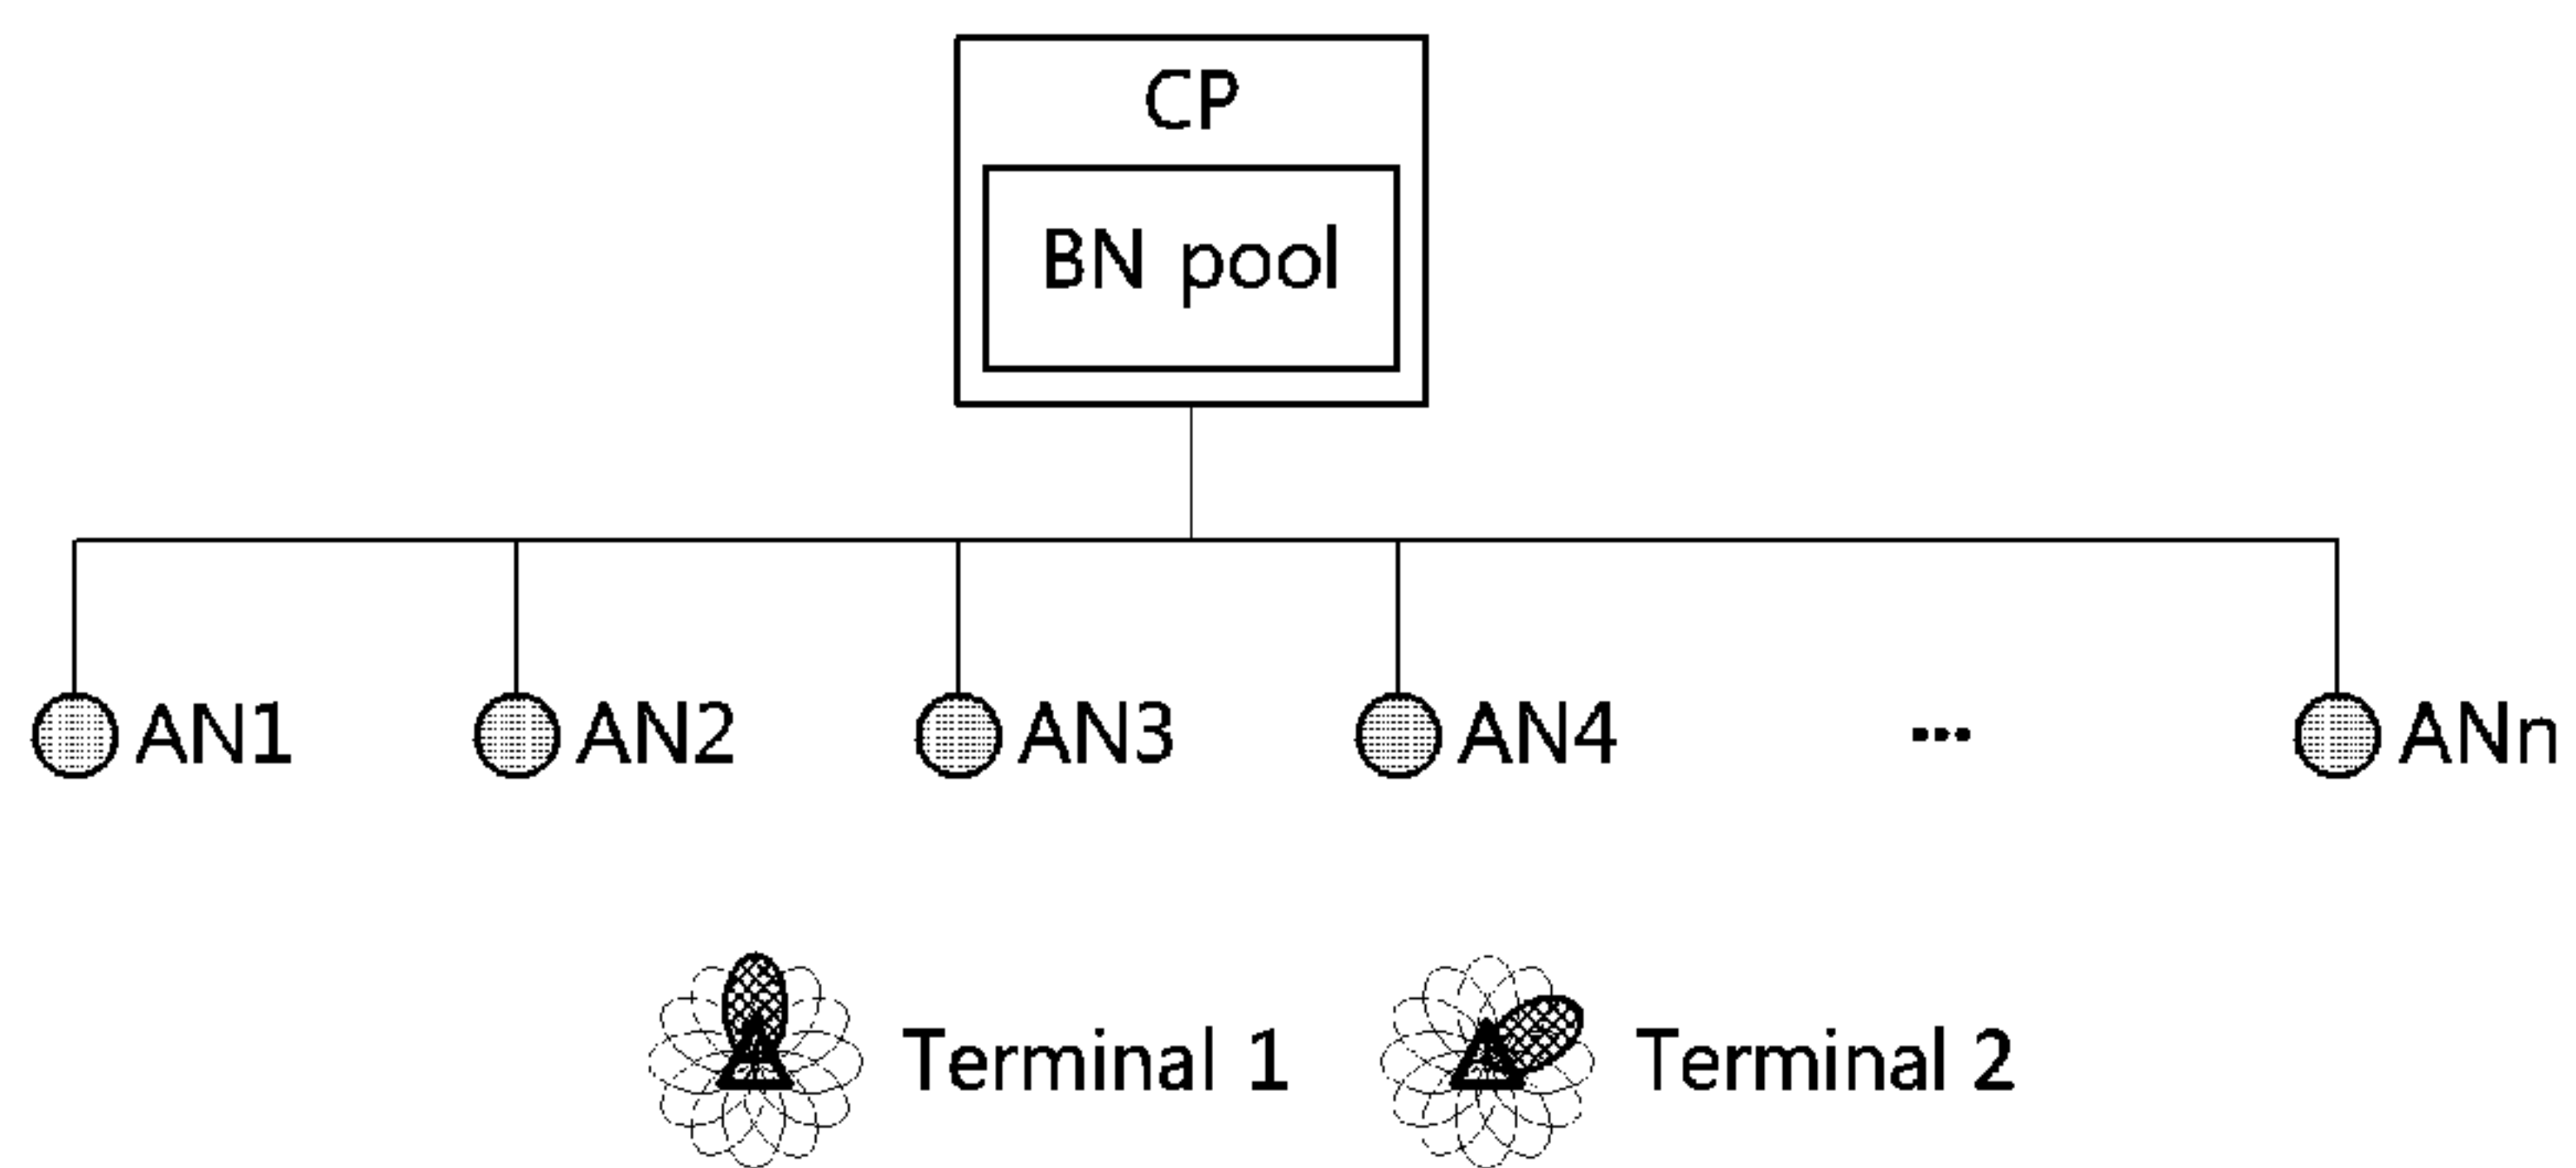 CP
BN pool
AN1 AN2 AN3 AN4 ... ANn
Terminal 1 Terminal 2